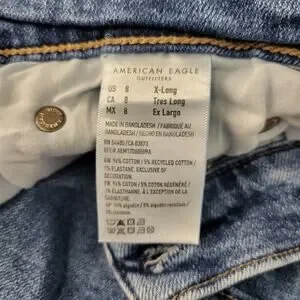 AMERICAN EAGLE
OUTFITTERS
US 8 X-Long
CA 8 Tres Long
MX 8 Ex Largo
MADE IN BANGLADESH / FABRIQUÉ AU
BANGLADESH / HECHO EN BANGLADESH
EN: 94% COTTON / 5% RECYCLED COTTON /
1% ELASTANE, EXCLUSIVE OF
DECORATION.
FR: 94% COTON / 5% COTON RÉGÉNÉRÉ /
1% ÉLASTHANNE, À L'EXCEPTION DE LA
GARNITURE.